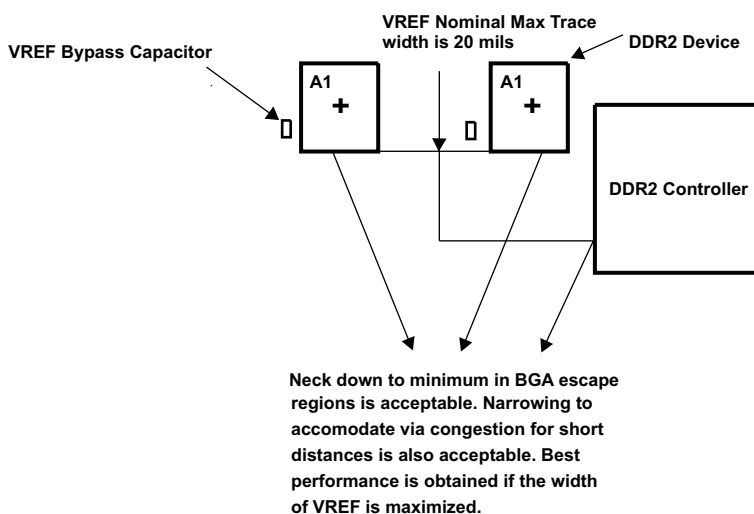 VREF Nominal Max Trace
width is 20 mils
VREF Bypass Capacitor
DDR2 Device
A1
A1
DDR2 Controller
Neck down to minimum in BGA escape
regions is acceptable. Narrowing to
accomodate via congestion for short
distances is also acceptable. Best
performance is obtained if the width
of VREF is maximized.